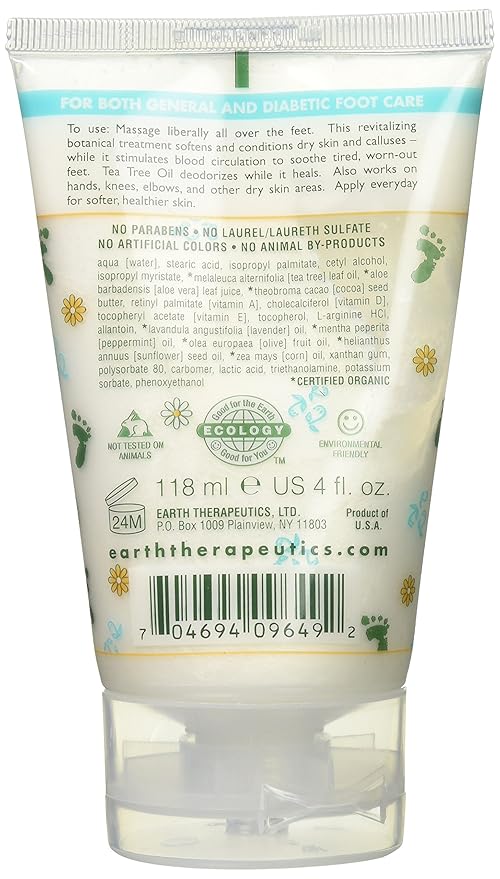 FOR BOTH GENERAL AND DIABETIC FOOT CARE
To use: Massage liberally all over the feet. This revitalizing
botanical treatment softens and conditions dry skin and calluses –
while it stimulates blood circulation to soothe tired, worn-out
feet. Tea Tree Oil deodorizes while it heals. Also works on
hands, knees, elbows, and other dry skin areas. Apply everyday
for softer, healthier skin.
NO PARABENS • NO LAUREL/LAURETH SULFATE
NO ARTIFICIAL COLORS • NO ANIMAL BY-PRODUCTS
aqua [water], stearic acid, isopropyl palmitate, cetyl alcohol,
isopropyl myristate, *melaleuca alternifolia [tea tree] leaf oil, *aloe
barbadensis [aloe vera] leaf juice, *theobroma cacao [cocoa] seed
butter, retinyl palmitate [vitamin A], cholecalciferol [vitamin D],
tocopheryl acetate [vitamin E], tocopherol, L-arginine HCl,
allantoin, *lavandula angustifolia [lavender] oil, *mentha peperita
[peppermint] oil, *olea europaea [olive] fruit oil, *helianthus
annuus [sunflower] seed oil, *zea mays [corn] oil, xanthan gum,
polysorbate 80, carbomer, lactic acid, triethanolamine, potassium
sorbate, phenoxyethanol *CERTIFIED ORGANIC
NOT TESTED ON
ANIMALS
Good for the Earth
ECOLOGY
Good for You
TM
ENVIRONMENTAL
FRIENDLY
118 ml e US 4 fl. oz.
24M
EARTH THERAPEUTICS, LTD.
P.O. Box 1009 Plainview, NY 11803
Product of
U.S.A.
earththerapeutics.com
7 04694 09649 2